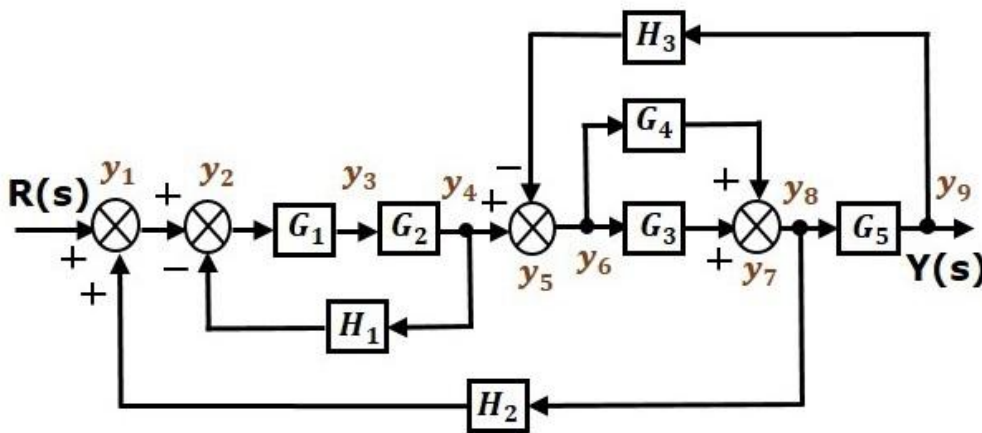 H₃
G₄
−
R(s)
y₁
+
y₂
y₃
y₄
+
+
y₈
y₉
G₁
G₂
G₃
G₅
+
−
y₅
y₆
+
y₇
Y(s)
+
H₁
H₂